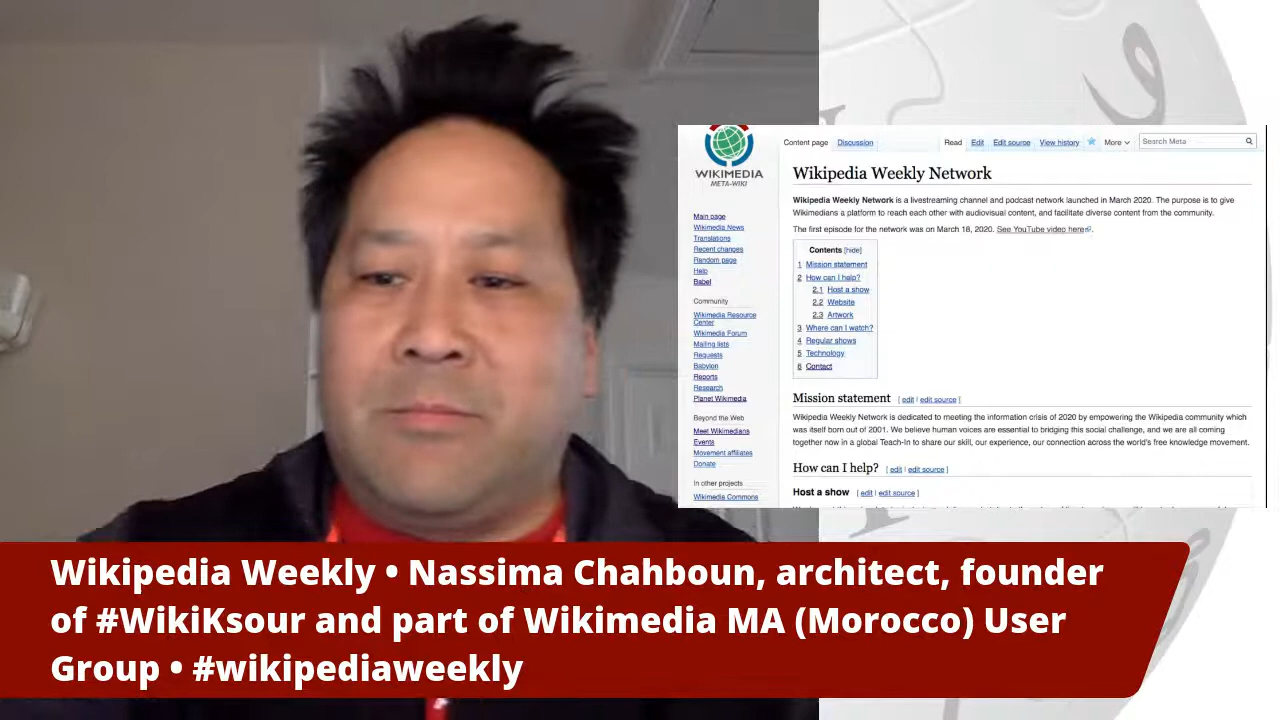 WIKIMEDIA
META-WIKI
Content page Discussion Read Edit Edit source View history More Search Meta
Main page
Wikimedia News
Translations
Recent changes
Random page
Help
Babel
Community
Wikimedia Resource
Center
Wikimedia Forum
Mailing lists
Requests
Babylon
Reports
Research
Planet Wikimedia
Beyond the Web
Meet Wikimedians
Events
Movement affiliates
Donate
In other projects
Wikimedia Commons
Wikipedia Weekly Network
Wikipedia Weekly Network is a livestreaming channel and podcast network launched in March 2020. The purpose is to give
Wikimedians a platform to reach each other with audiovisual content, and facilitate diverse content from the community.
The first episode for the network was on March 18, 2020. See YouTube video here.
Contents [hide]
1 Mission statement
2 How can I help?
2.1 Host a show
2.2 Website
2.3 Artwork
3 Where can I watch?
4 Regular shows
5 Technology
6 Contact
Mission statement [ edit | edit source ]
Wikipedia Weekly Network is dedicated to meeting the information crisis of 2020 by empowering the Wikipedia community which
was itself born out of 2001. We believe human voices are essential to bridging this social challenge, and we are all coming
together now in a global Teach-In to share our skill, our experience, our connection across the world's free knowledge movement.
How can I help? [ edit | edit source ]
Host a show [ edit | edit source ]
Wikipedia Weekly • Nassima Chahboun, architect, founder
of #WikiKsour and part of Wikimedia MA (Morocco) User
Group • #wikipediaweekly